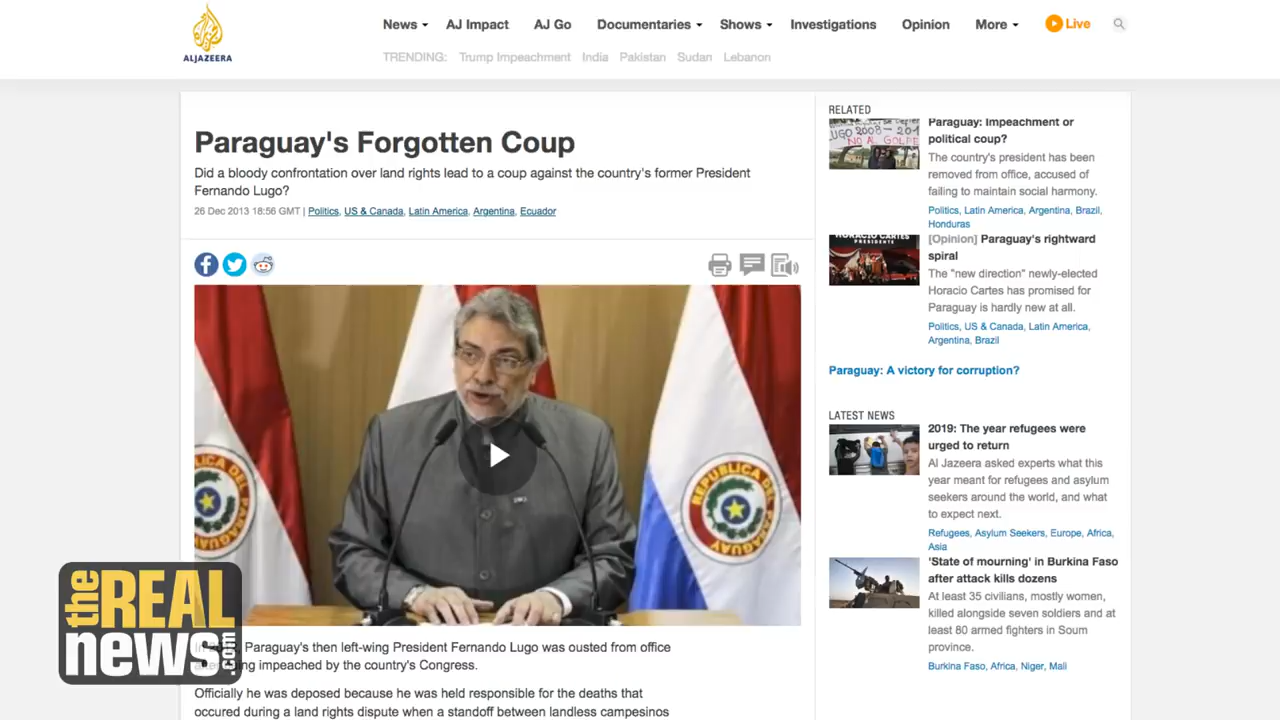 ALJAZEERA
News AJ Impact AJ Go Documentaries Shows Investigations Opinion More Live
TRENDING: Trump Impeachment India Pakistan Sudan Lebanon
Paraguay's Forgotten Coup
Did a bloody confrontation over land rights lead to a coup against the country's former President
Fernando Lugo?
26 Dec 2013 18:56 GMT | Politics, US & Canada, Latin America, Argentina, Ecuador
REPUBLICA DEL PARAGUAY
the REAL
news.com
Paraguay's then left-wing President Fernando Lugo was ousted from office
impeached by the country's Congress.
Officially he was deposed because he was held responsible for the deaths that
occured during a land rights dispute when a standoff between landless campesinos
RELATED
LUGO 2008-201
NO AL GOLPE
Paraguay: Impeachment or
political coup?
The country's president has been
removed from office, accused of
failing to maintain social harmony.
Politics, Latin America, Argentina, Brazil,
Honduras
HORACIO CARTES
PRESIDENTE
[Opinion] Paraguay's rightward
spiral
The "new direction" newly-elected
Horacio Cartes has promised for
Paraguay is hardly new at all.
Politics, US & Canada, Latin America,
Argentina, Brazil
Paraguay: A victory for corruption?
LATEST NEWS
2019: The year refugees were
urged to return
Al Jazeera asked experts what this
year meant for refugees and asylum
seekers around the world, and what
to expect next.
Refugees, Asylum Seekers, Europe, Africa,
Asia
'State of mourning' in Burkina Faso
after attack kills dozens
At least 35 civilians, mostly women,
killed alongside seven soldiers and at
least 80 armed fighters in Soum
province.
Burkina Faso, Africa, Niger, Mali